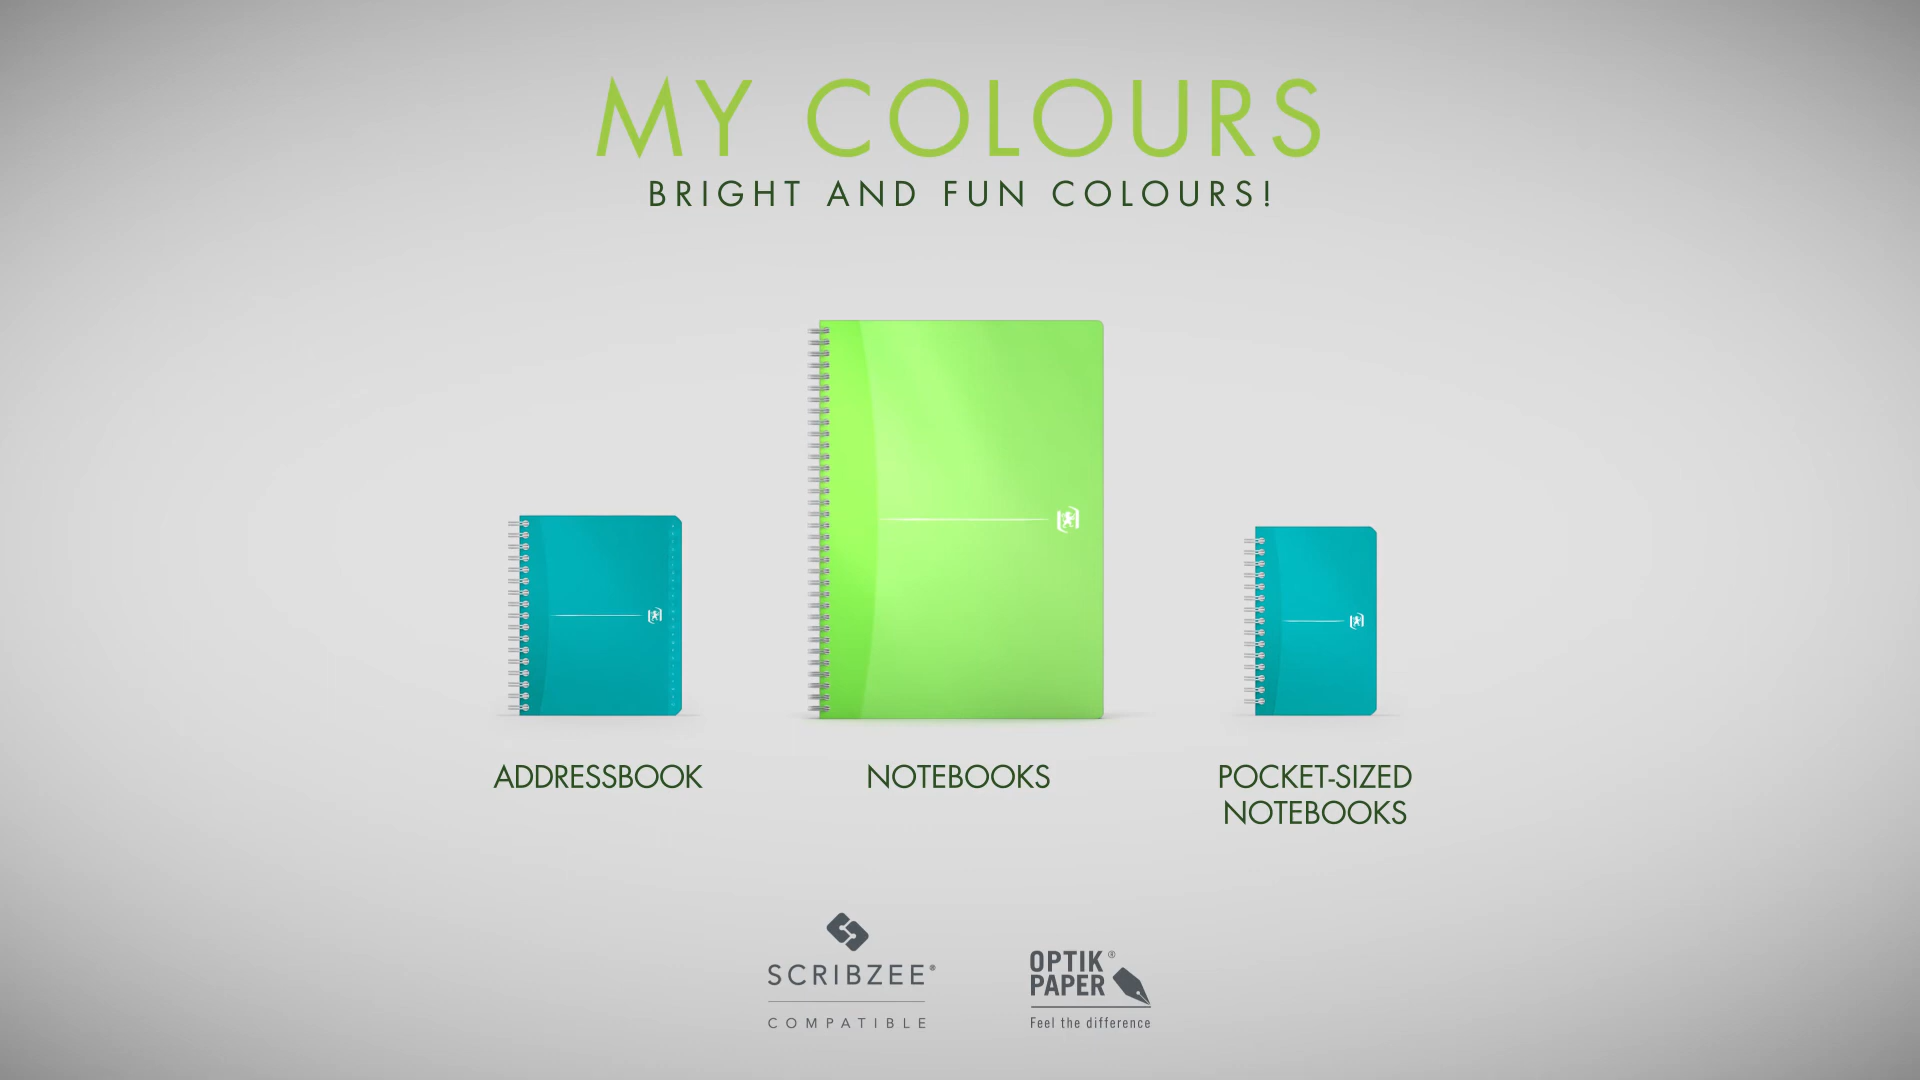 MY COLOURS
BRIGHT AND FUN COLOURS!
ADDRESSBOOK
NOTEBOOKS
POCKET-SIZED
NOTEBOOKS
SCRIBZEE®
COMPATIBLE
OPTIK®
PAPER
Feel the difference